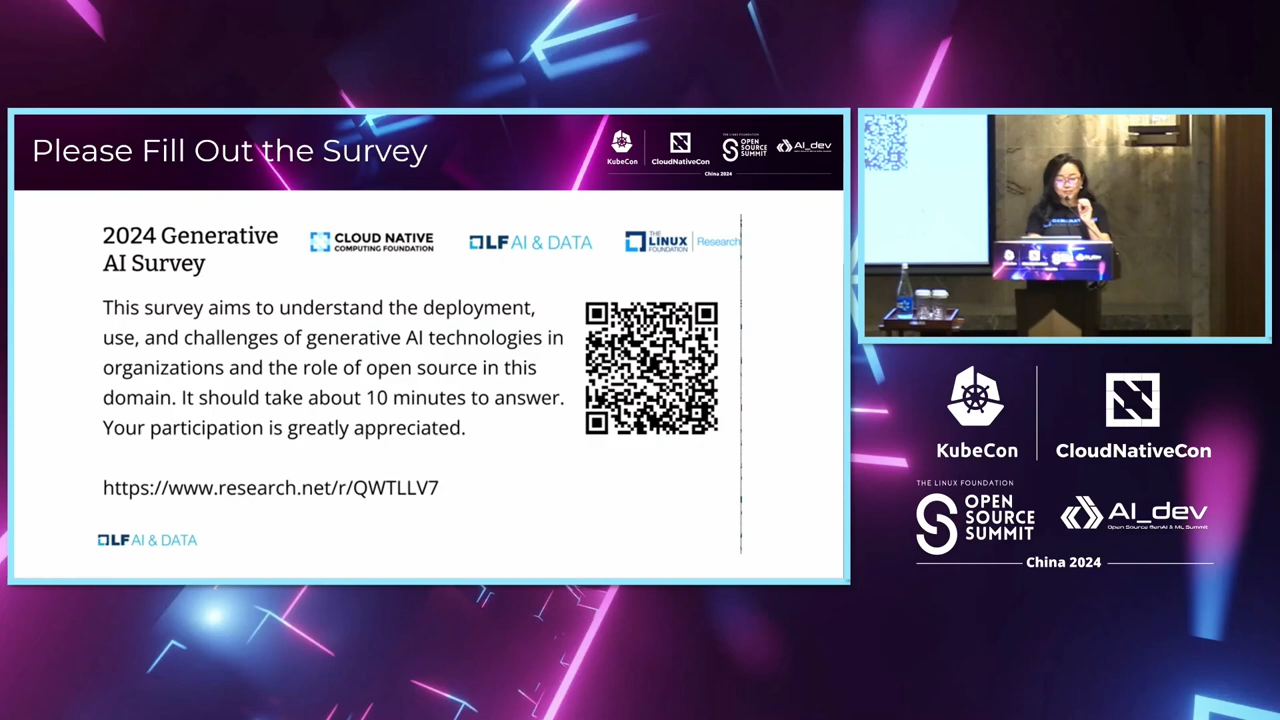 Please Fill Out the Survey
KubeCon
CloudNativeCon
OPEN
SOURCE
SUMMIT
AI_dev
China 2024
2024 Generative
AI Survey
CLOUD NATIVE
COMPUTING FOUNDATION
LF AI & DATA
THE
LINUX
FOUNDATION
Research
This survey aims to understand the deployment,
use, and challenges of generative AI technologies in
organizations and the role of open source in this
domain. It should take about 10 minutes to answer.
Your participation is greatly appreciated.
https://www.research.net/r/QWTLLV7
LF AI & DATA
KubeCon
CloudNativeCon
THE LINUX FOUNDATION
OPEN
SOURCE
SUMMIT
AI_dev
Open Source GenAI & ML Summit
China 2024